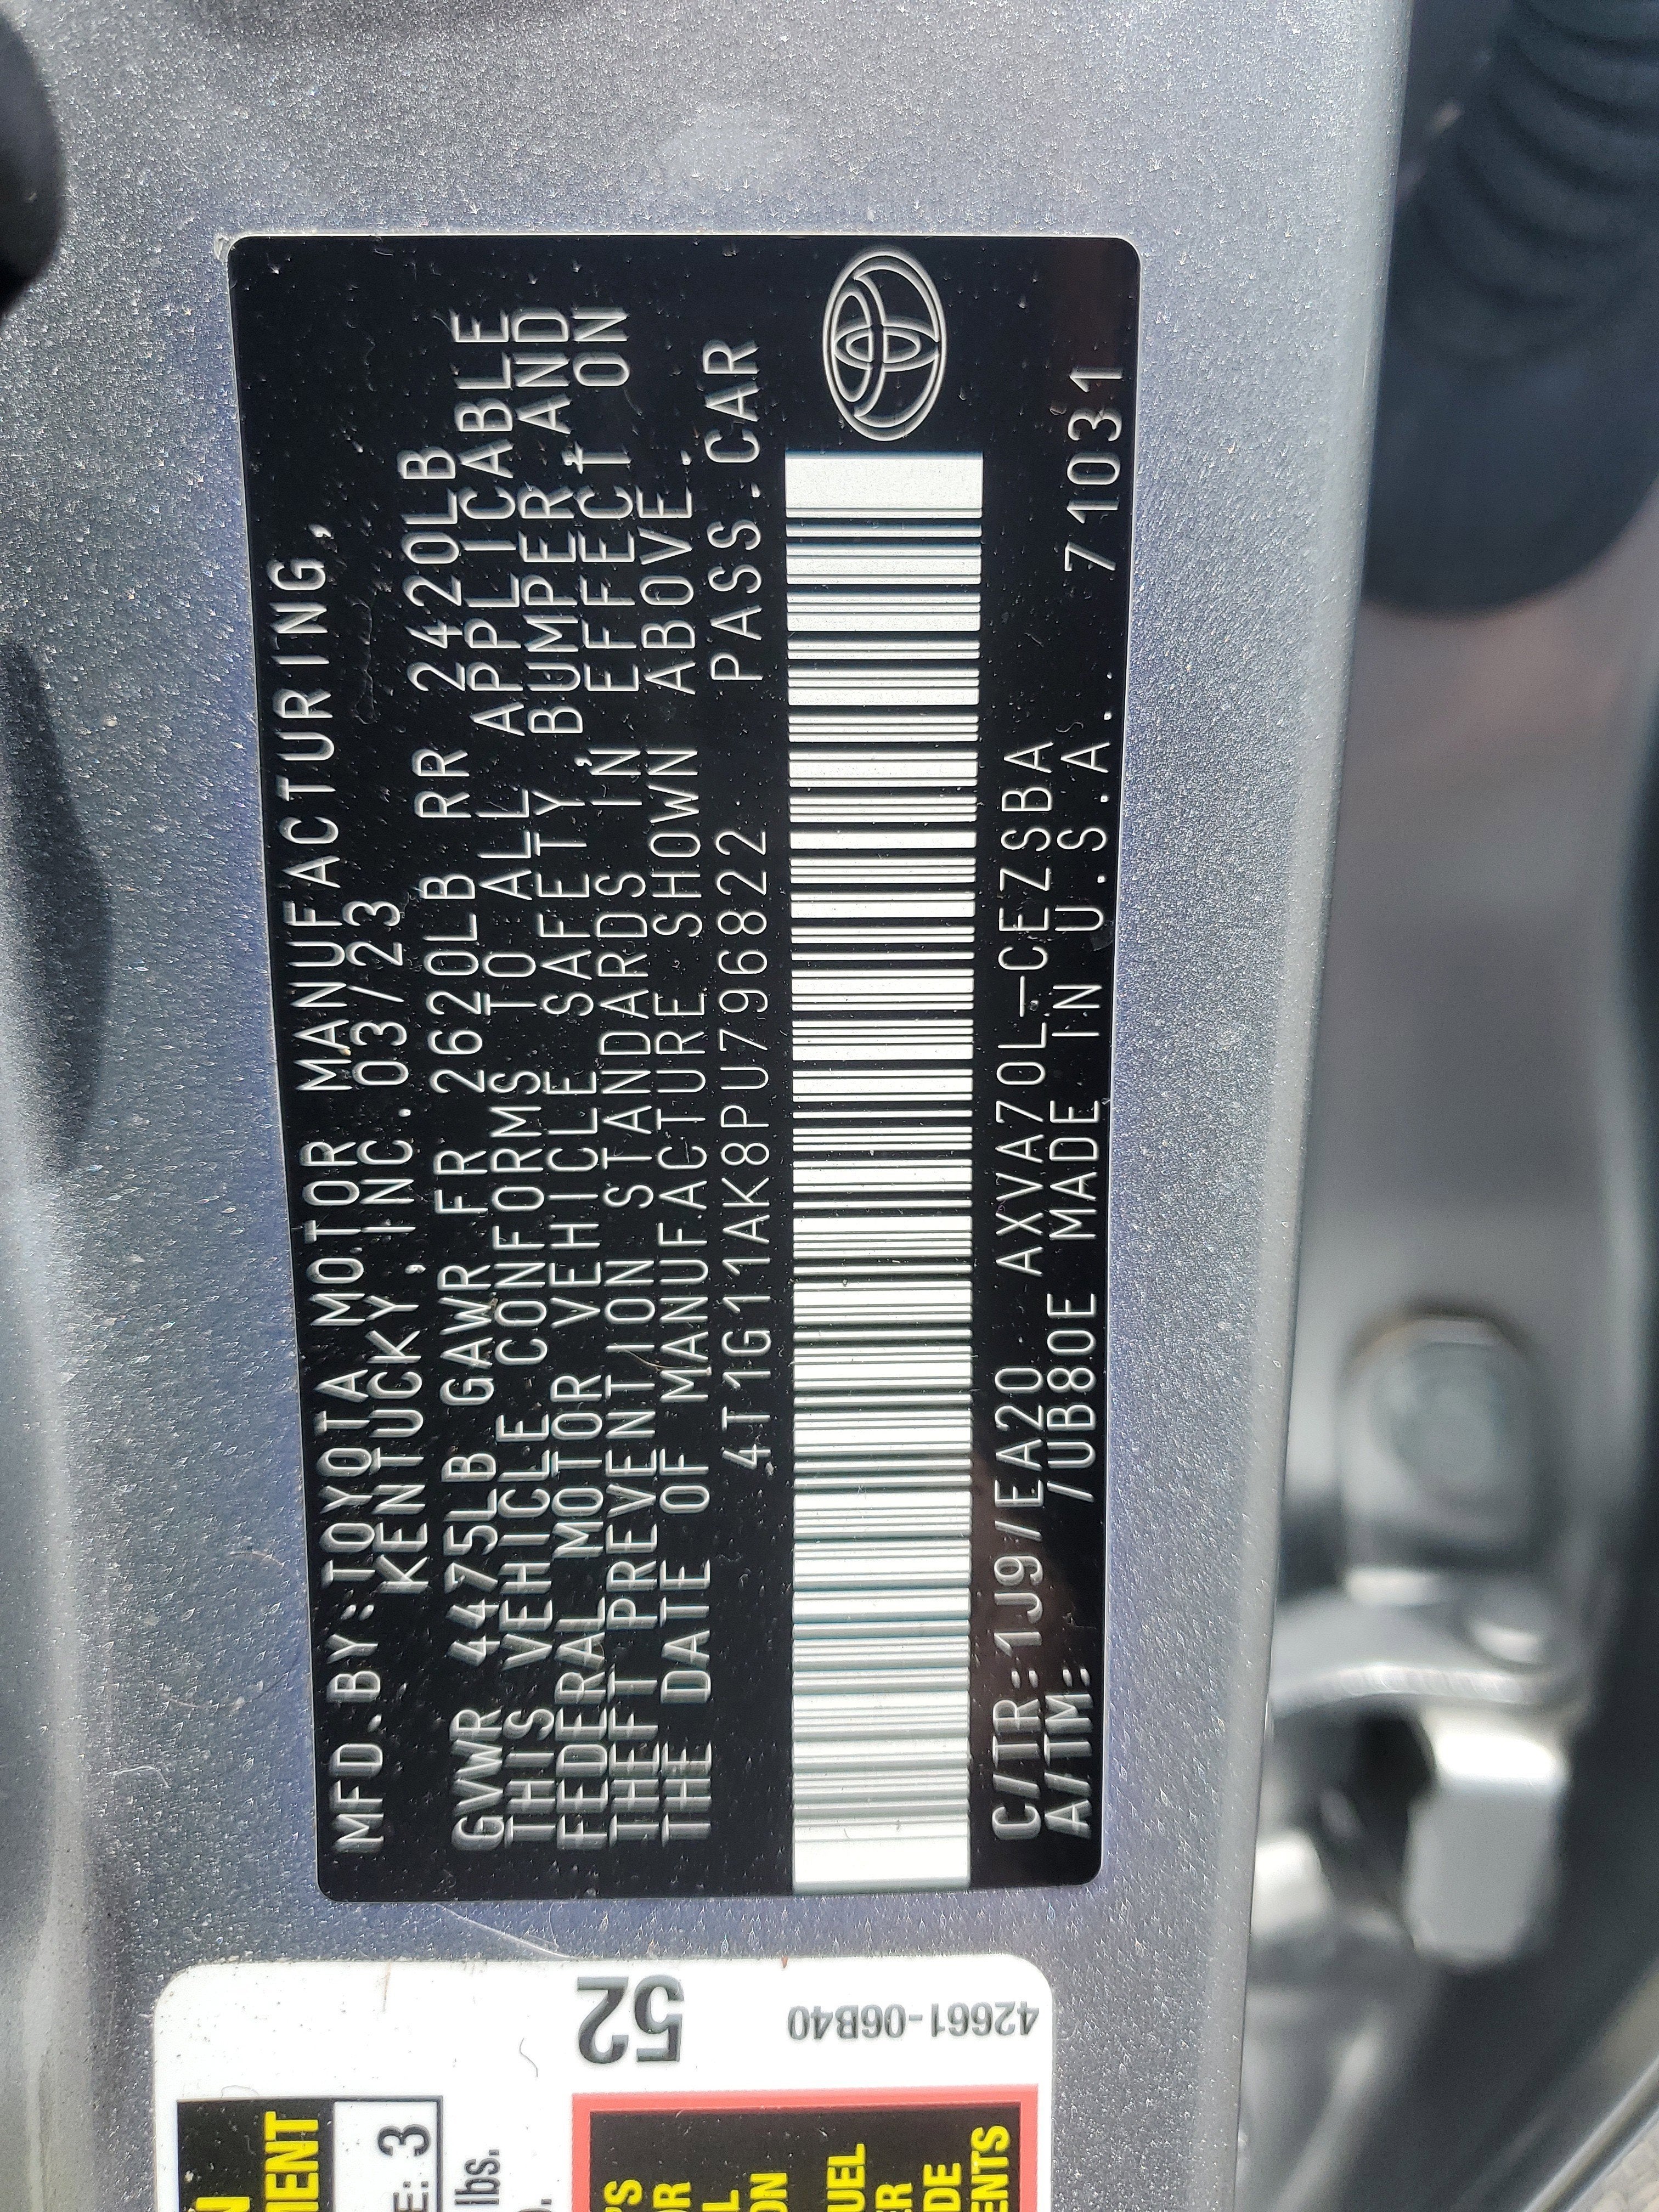 MFD.BY:TOYOTA MOTOR MANUFACTURING,
KENTUCKY,INC.03/23
GVWR 4475LB GAWR FR 2620LB RR 2420LB
THIS VEHICLE CONFORMS TO ALL APPLICABLE
FEDERAL MOTOR VEHICLE SAFETY,BUMPER,AND
THEFT PREVENTION STANDARDS IN EFFECT ON
THE DATE OF MANUFACTURE SHOWN ABOVE.
4T1G11AK8PU796822 PASS.CAR
C/TR:1J9/EA20 AXVA70L-CEZSBA
A/TM: /UB80E MADE IN U.S.A. 71031
52
42661-06B40
3
lbs.